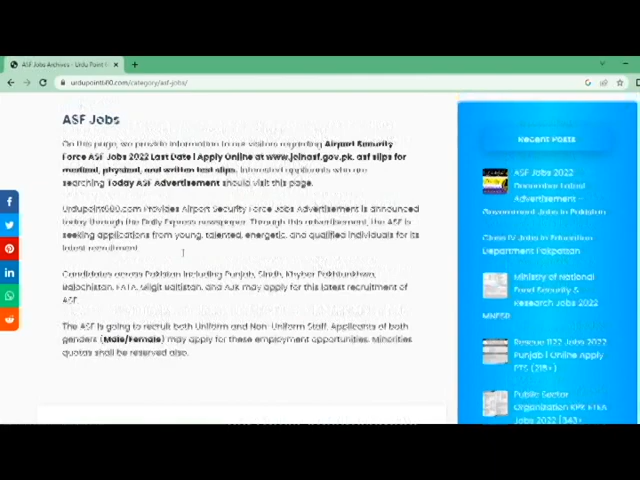 ASF Jobs Archives - Urdu Point
urdupoint600.com/category/asf-jobs/
ASF Jobs
On this page, we provide information to our visitors regarding Airport Security
Force ASF Jobs 2022 Last Date | Apply Online at www.joinasf.gov.pk. asf slips for
medical, physical, and written test slips. Interested applicants who are
searching Today ASF Advertisement should visit this page.
Urdupoint600.com Provides Airport Security Force Jobs Advertisement is announced
today through the Daily Express newspaper. Through this advertisement, the ASF is
seeking applications from young, talented, energetic, and qualified individuals for its
latest recruitment.
Candidates across Pakistan including Punjab, Sindh, Khyber Pakhtunkhwa,
Balochistan, FATA, Gilgit Baltistan, and AJK may apply for this latest recruitment of
ASF.
The ASF is going to recruit both Uniform and Non-Uniform Staff. Applicants of both
genders (Male/Female) may apply for these employment opportunities. Minorities
quotas shall be reserved also.
Recent Posts
ASF Jobs 2022
December Latest
Advertisement –
Government Jobs in Pakistan
Class IV Jobs in Education
Department Pakpattan
Ministry of National
Food Security &
Research Jobs 2022
MNFSR
Rescue 1122 Jobs 2022
Punjab | Online Apply
PTS (218+)
Public Sector
Organization KPK ETEA
Jobs 2022 | 343+